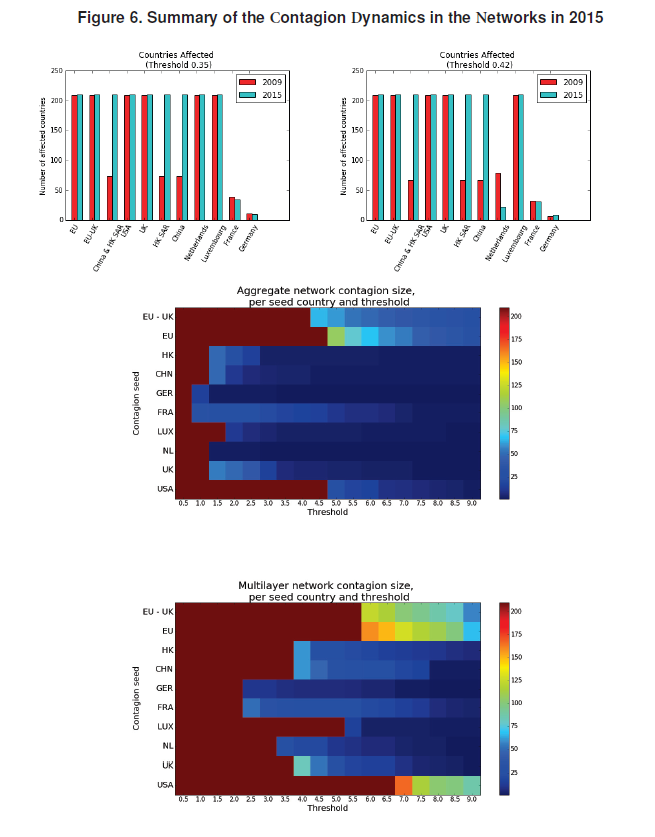 Figure 6. Summary of the Contagion Dynamics in the Networks in 2015
Countries Affected
(Threshold 0.35)
250
200
150
100
50
0
Number of affected countries
2009
2015
EU
EU-UK
China & HK SAR
USA
UK
HK SAR
China
Netherlands
Luxembourg
France
Germany
Countries Affected
(Threshold 0.42)
250
200
150
100
50
0
Number of affected countries
2009
2015
EU
EU-UK
China & HK SAR
USA
UK
HK SAR
China
Netherlands
Luxembourg
France
Germany
Aggregate network contagion size,
per seed country and threshold
Contagion seed
EU - UK
EU
HK
CHN
GER
FRA
LUX
NL
UK
USA
0.5 1.0 1.5 2.0 2.5 3.0 3.5 4.0 4.5 5.0 5.5 6.0 6.5 7.0 7.5 8.0 8.5 9.0
Threshold
200
175
150
125
100
75
50
25
Multilayer network contagion size,
per seed country and threshold
Contagion seed
EU - UK
EU
HK
CHN
GER
FRA
LUX
NL
UK
USA
0.5 1.0 1.5 2.0 2.5 3.0 3.5 4.0 4.5 5.0 5.5 6.0 6.5 7.0 7.5 8.0 8.5 9.0
Threshold
200
175
150
125
100
75
50
25